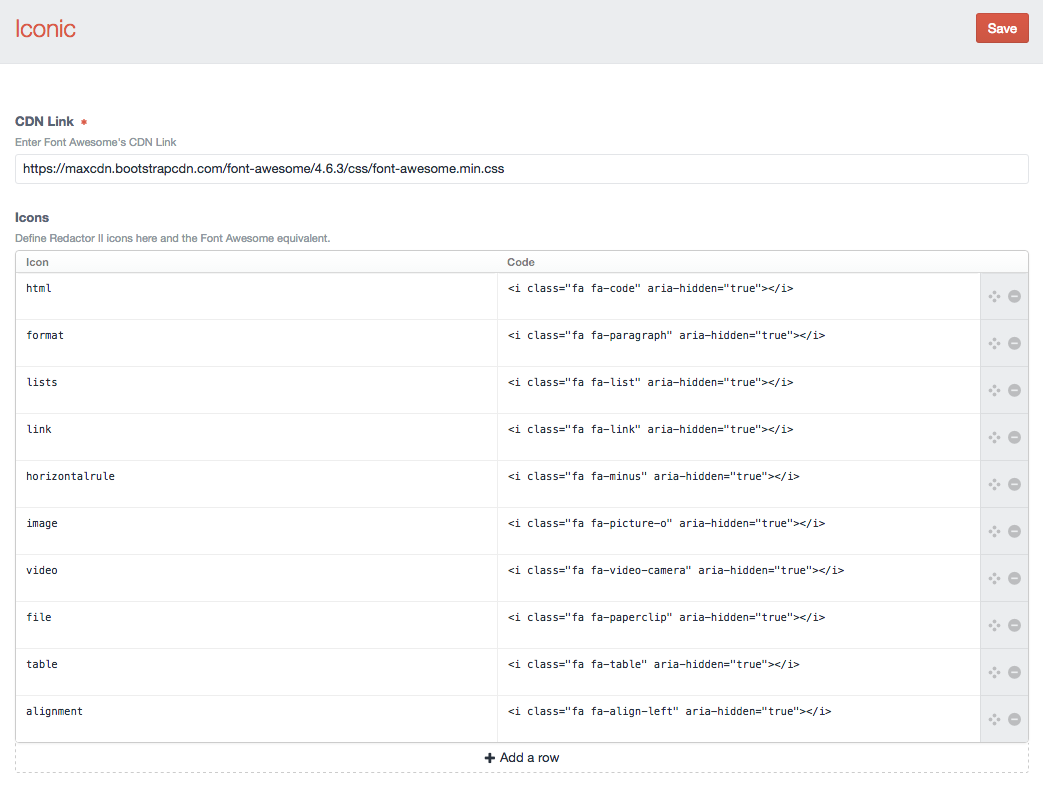 Iconic
Save
CDN Link *
Enter Font Awesome's CDN Link
https://maxcdn.bootstrapcdn.com/font-awesome/4.6.3/css/font-awesome.min.css
Icons
Define Redactor II icons here and the Font Awesome equivalent.
Icon Code
html <i class="fa fa-code" aria-hidden="true"></i>
format <i class="fa fa-paragraph" aria-hidden="true"></i>
lists <i class="fa fa-list" aria-hidden="true"></i>
link <i class="fa fa-link" aria-hidden="true"></i>
horizontalrule <i class="fa fa-minus" aria-hidden="true"></i>
image <i class="fa fa-picture-o" aria-hidden="true"></i>
video <i class="fa fa-video-camera" aria-hidden="true"></i>
file <i class="fa fa-paperclip" aria-hidden="true"></i>
table <i class="fa fa-table" aria-hidden="true"></i>
alignment <i class="fa fa-align-left" aria-hidden="true"></i>
+ Add a row